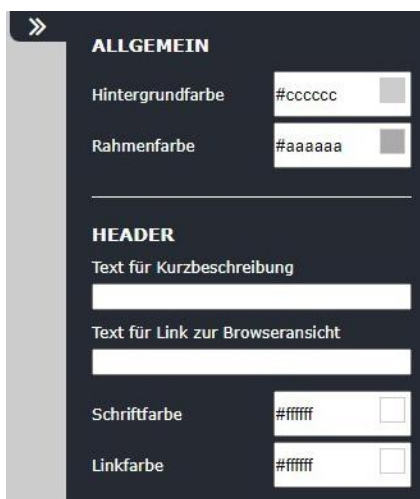 ALLGEMEIN
Hintergrundfarbe #cccccc
Rahmenfarbe #aaaaaa
HEADER
Text für Kurzbeschreibung
Text für Link zur Browseransicht
Schriftfarbe #ffffff
Linkfarbe #ffffff